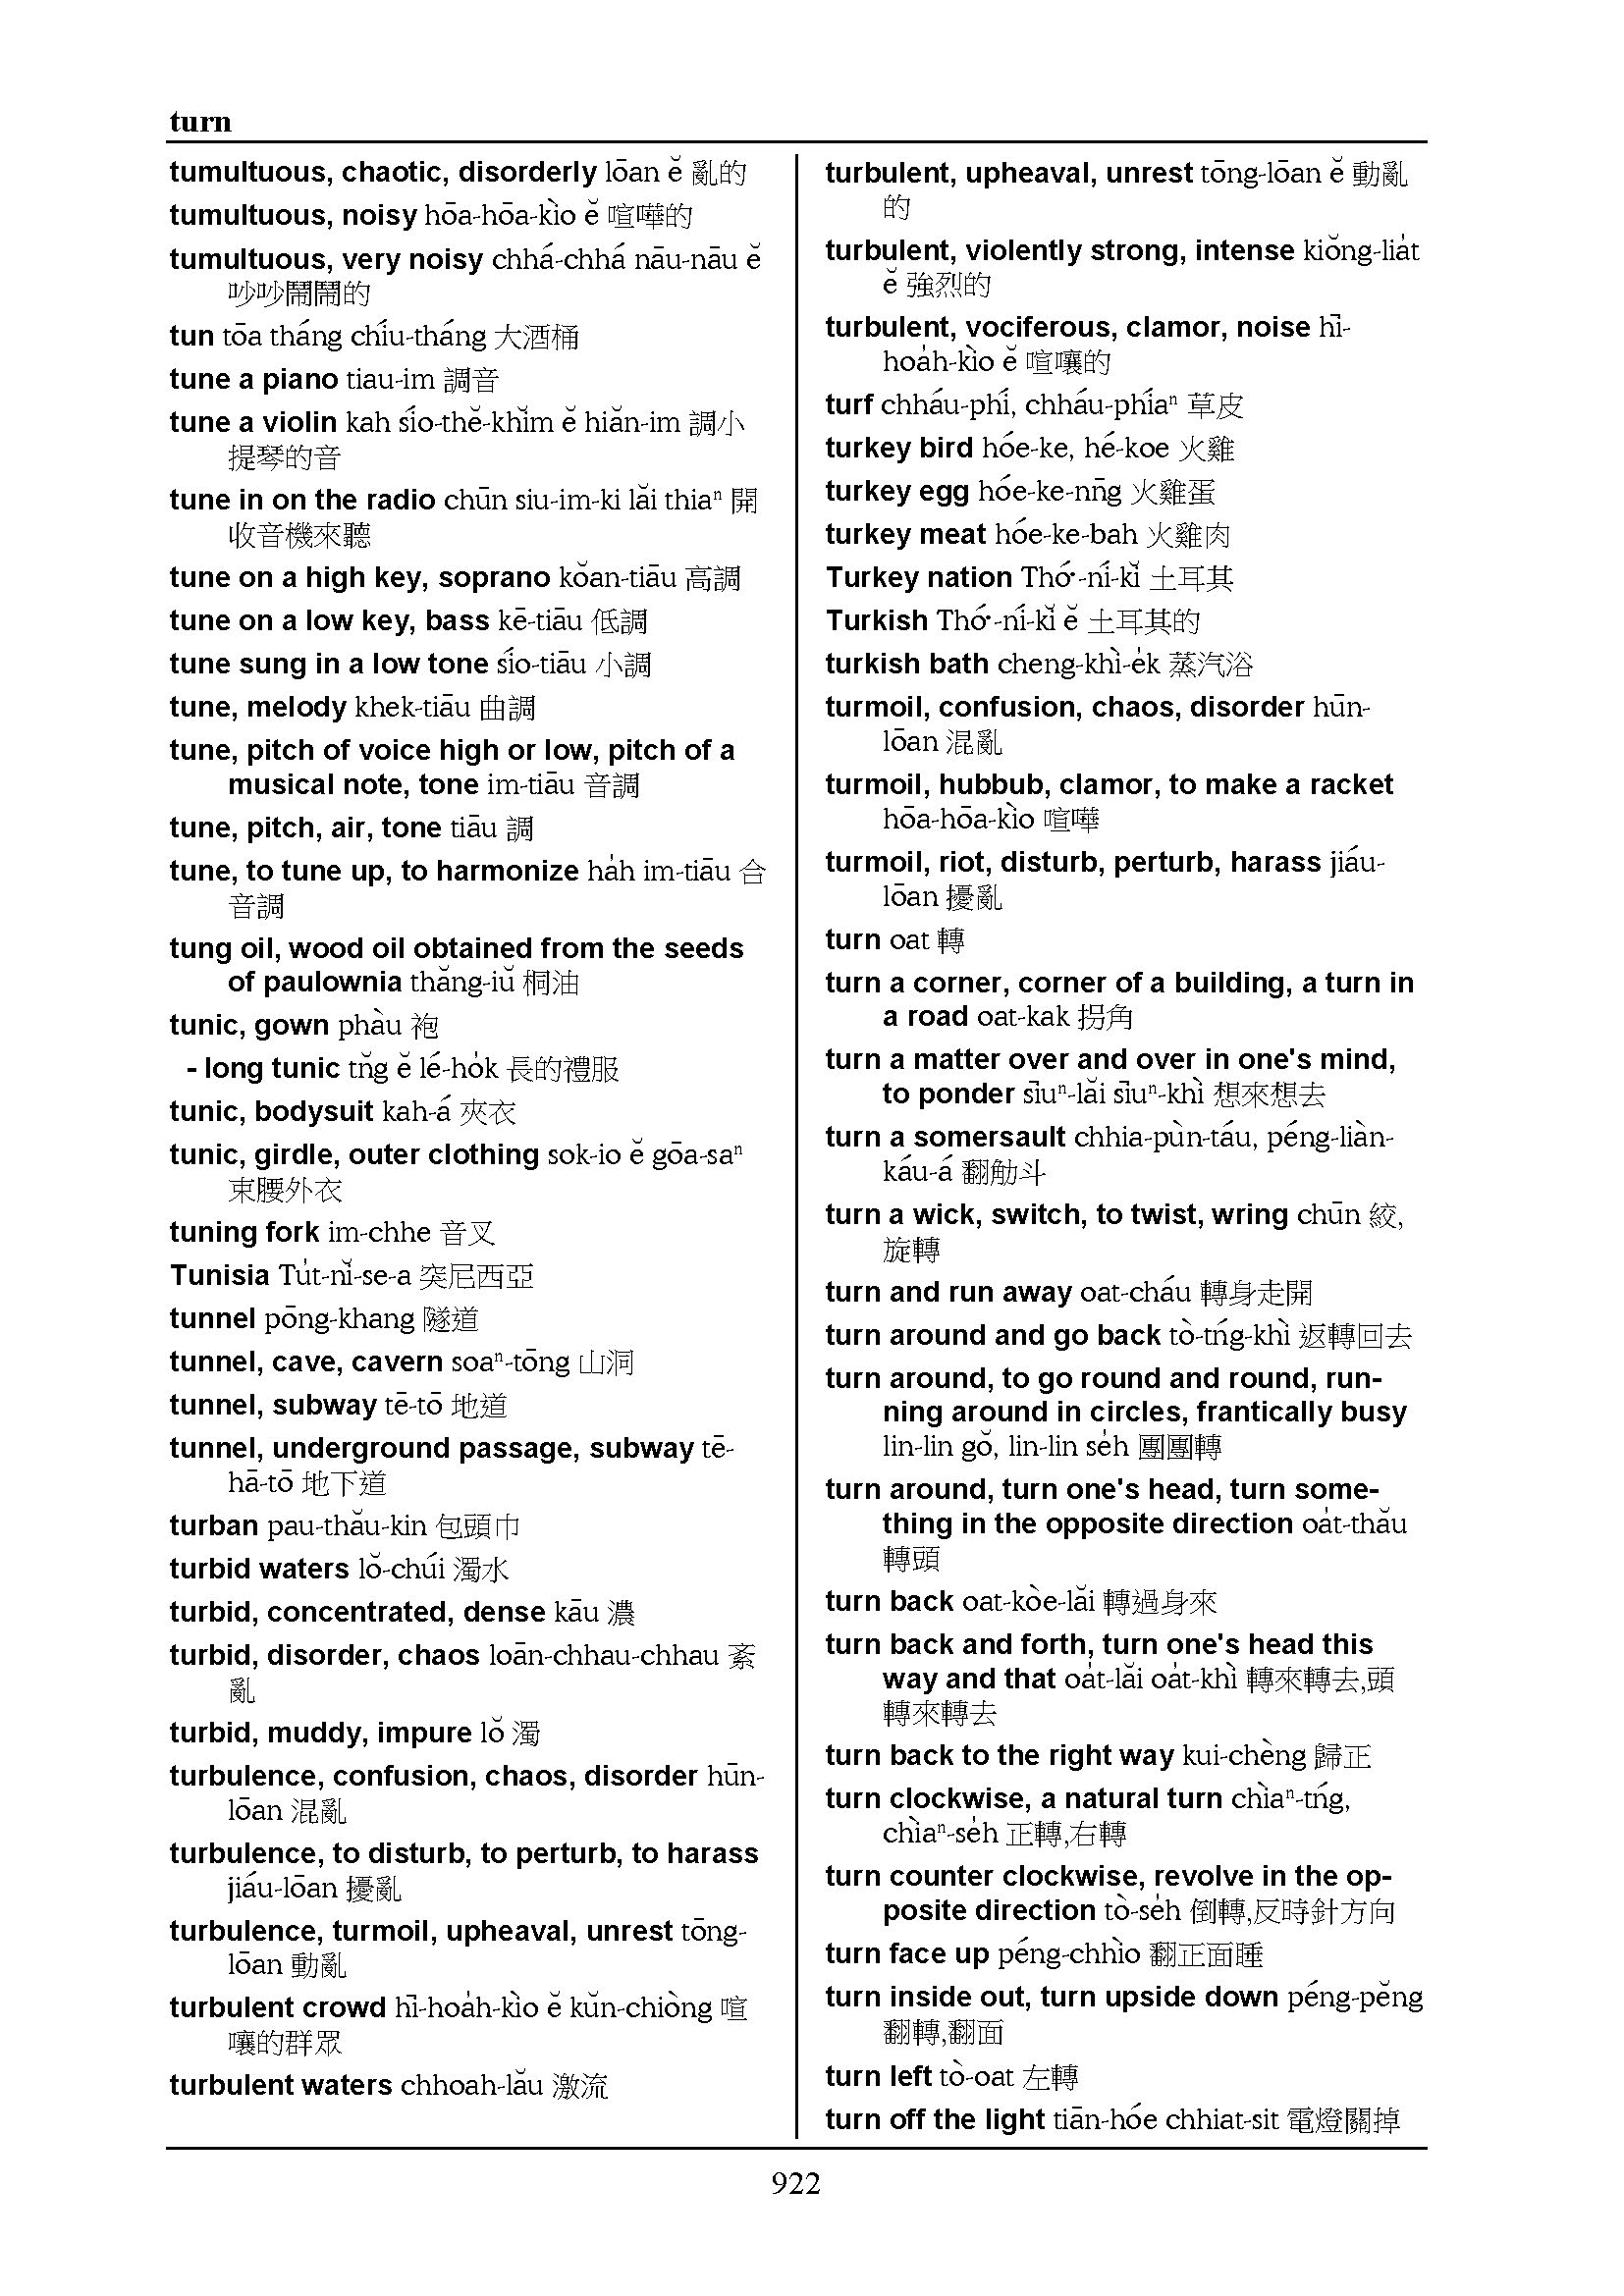 turn
tumultuous, chaotic, disorderly lōan ĕ 亂的
tumultuous, noisy hōa-hōa-kìo ĕ 喧嘩的
tumultuous, very noisy chhá-chhá nāu-nāu ĕ
吵吵鬧鬧的
tun tōa tháng chíu-tháng 大酒桶
tune a piano tiau-im 調音
tune a violin kah sío-thĕ-khĭm ĕ hiăn-im 調小
提琴的音
tune in on the radio chūn siu-im-ki lăi thiaⁿ 開
收音機來聽
tune on a high key, soprano kŏan-tiāu 高調
tune on a low key, bass kē-tiāu 低調
tune sung in a low tone sío-tiāu 小調
tune, melody khek-tiāu 曲調
tune, pitch of voice high or low, pitch of a
musical note, tone im-tiāu 音調
tune, pitch, air, tone tiāu 調
tune, to tune up, to harmonize ha̍h im-tiāu 合
音調
tung oil, wood oil obtained from the seeds
of paulownia thăng-iŭ 桐油
tunic, gown phàu 袍
- long tunic tn̆g ĕ lé-ho̍k 長的禮服
tunic, bodysuit kah-á 夾衣
tunic, girdle, outer clothing sok-io ĕ gōa-saⁿ
束腰外衣
tuning fork im-chhe 音叉
Tunisia Tu̍t-nĭ-se-a 突尼西亞
tunnel pōng-khang 隧道
tunnel, cave, cavern soaⁿ-tōng 山洞
tunnel, subway tē-tō 地道
tunnel, underground passage, subway tē-
hā-tō 地下道
turban pau-thău-kin 包頭巾
turbid waters lŏ-chúi 濁水
turbid, concentrated, dense kāu 濃
turbid, disorder, chaos loān-chhau-chhau 紊
亂
turbid, muddy, impure lŏ 濁
turbulence, confusion, chaos, disorder hūn-
lōan 混亂
turbulence, to disturb, to perturb, to harass
jiáu-lōan 擾亂
turbulence, turmoil, upheaval, unrest tōng-
lōan 動亂
turbulent crowd hī-hoa̍h-kìo ĕ kŭn-chiòng 喧
嚷的群眾
turbulent waters chhoah-lău 激流
turbulent, upheaval, unrest tōng-lōan ĕ 動亂
的
turbulent, violently strong, intense kiŏng-lia̍t
ĕ 強烈的
turbulent, vociferous, clamor, noise hī-
hoa̍h-kìo ĕ 喧嚷的
turf chháu-phí, chháu-phíaⁿ 草皮
turkey bird hóe-ke, hé-koe 火雞
turkey egg hóe-ke-nn̄g 火雞蛋
turkey meat hóe-ke-bah 火雞肉
Turkey nation Thó͘-ní-kĭ 土耳其
Turkish Thó͘-ní-kĭ ĕ 土耳其的
turkish bath cheng-khì-e̍k 蒸汽浴
turmoil, confusion, chaos, disorder hūn-
lōan 混亂
turmoil, hubbub, clamor, to make a racket
hōa-hōa-kìo 喧嘩
turmoil, riot, disturb, perturb, harass jiáu-
lōan 擾亂
turn oat 轉
turn a corner, corner of a building, a turn in
a road oat-kak 拐角
turn a matter over and over in one's mind,
to ponder sīuⁿ-lăi sīuⁿ-khì 想來想去
turn a somersault chhia-pùn-táu, péng-liàn-
káu-á 翻觔斗
turn a wick, switch, to twist, wring chūn 絞,
旋轉
turn and run away oat-cháu 轉身走開
turn around and go back tò-tńg-khì 返轉回去
turn around, to go round and round, run-
ning around in circles, frantically busy
lin-lin gŏ, lin-lin se̍h 團團轉
turn around, turn one's head, turn some-
thing in the opposite direction oa̍t-thău
轉頭
turn back oat-kòe-lăi 轉過身來
turn back and forth, turn one's head this
way and that oa̍t-lăi oa̍t-khì 轉來轉去,頭
轉來轉去
turn back to the right way kui-chèng 歸正
turn clockwise, a natural turn chìaⁿ-tńg,
chìaⁿ-se̍h 正轉,右轉
turn counter clockwise, revolve in the op-
posite direction tò-se̍h 倒轉,反時針方向
turn face up péng-chhìo 翻正面睡
turn inside out, turn upside down péng-pĕng
翻轉,翻面
turn left tò-oat 左轉
turn off the light tiān-hóe chhiat-sit 電燈關掉
922